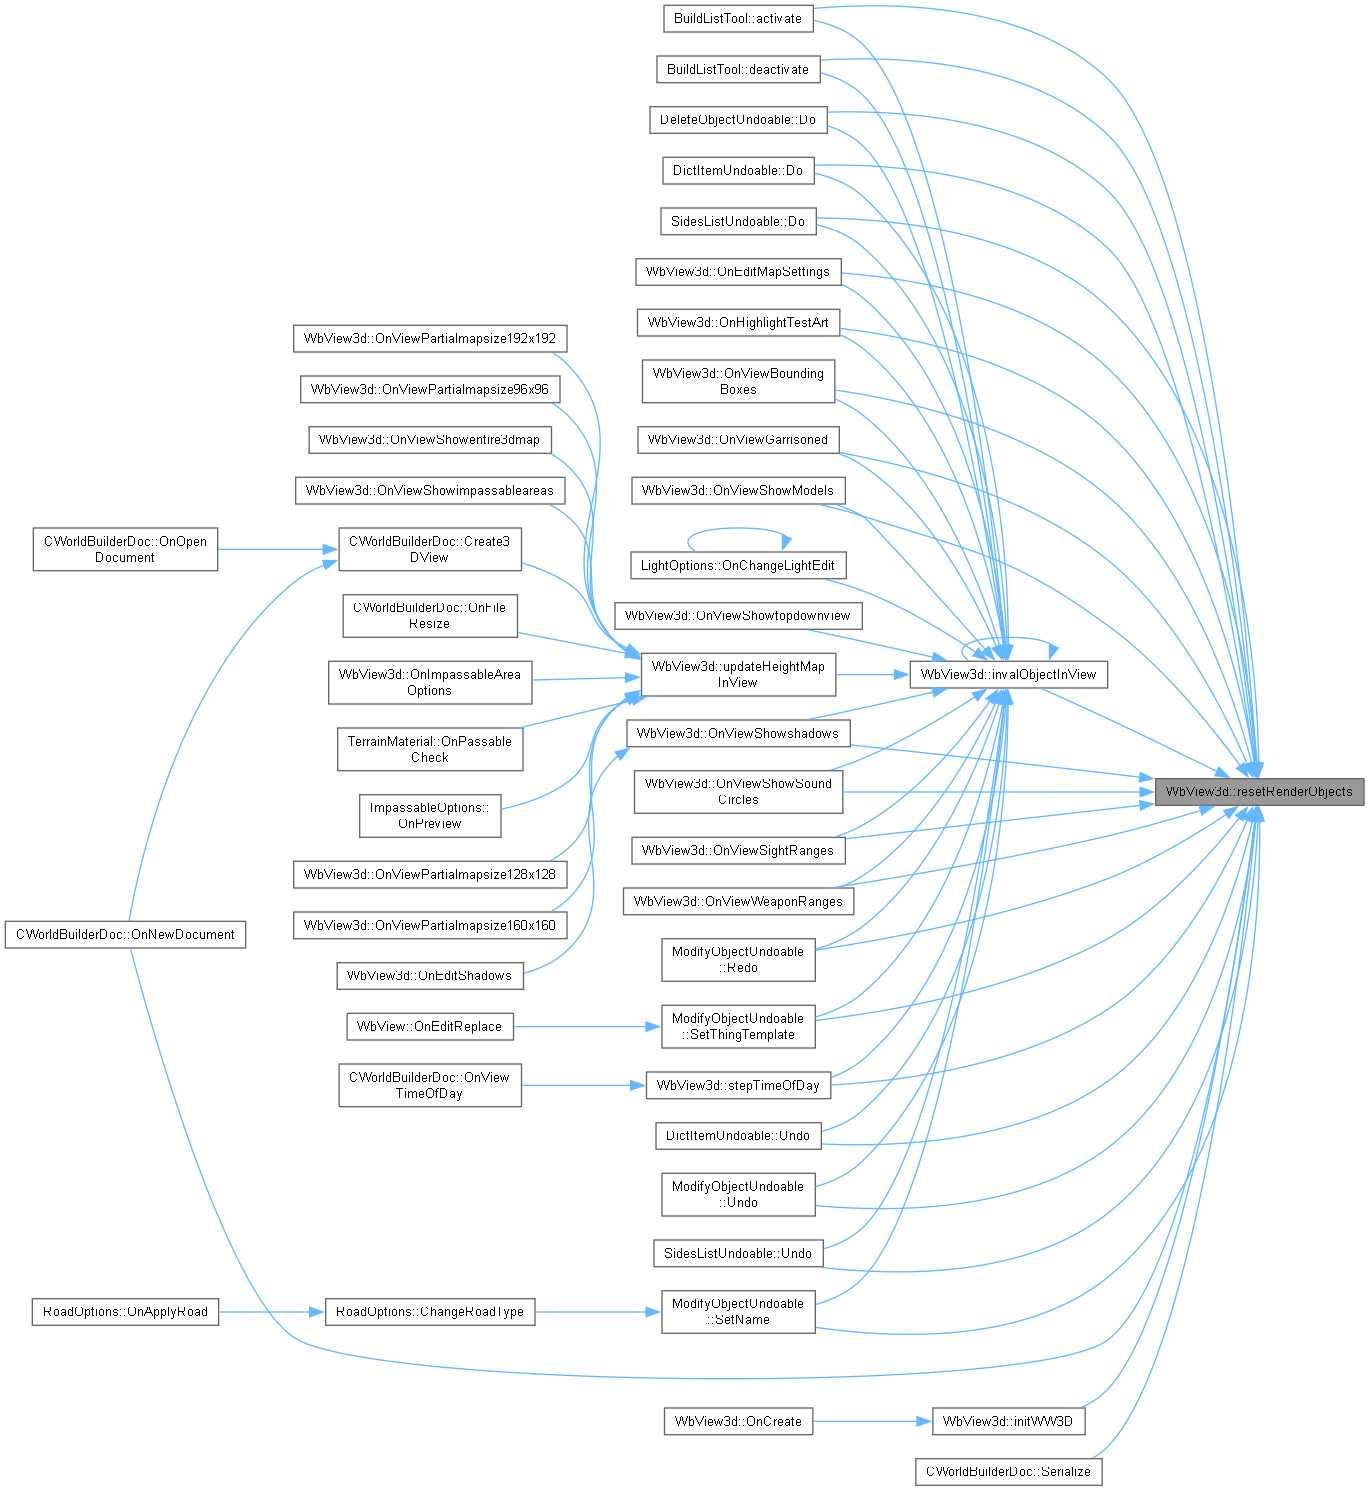 BuildListTool::activate
BuildListTool::deactivate
DeleteObjectUndoable::Do
DictItemUndoable::Do
SidesListUndoable::Do
WbView3d::OnEditMapSettings
WbView3d::OnHighlightTestArt
WbView3d::OnViewPartialmapsize192x192
WbView3d::OnViewBounding
Boxes
WbView3d::OnViewPartialmapsize96x96
WbView3d::OnViewShowentire3dmap
WbView3d::OnViewGarrisoned
WbView3d::OnViewShowimpassableareas
WbView3d::OnViewShowModels
CWorldBuilderDoc::OnOpen
Document
CWorldBuilderDoc::Create3
DView
LightOptions::OnChangeLightEdit
CWorldBuilderDoc::OnFile
Resize
WbView3d::OnViewShowtopdownview
WbView3d::OnImpassableArea
Options
WbView3d::updateHeightMap
InView
WbView3d::invalObjectInView
TerrainMaterial::OnPassable
Check
WbView3d::OnViewShowshadows
WbView3d::OnViewShowSound
Circles
WbView3d::resetRenderObjects
ImpassableOptions::
OnPreview
WbView3d::OnViewSightRanges
WbView3d::OnViewPartialmapsize128x128
WbView3d::OnViewWeaponRanges
WbView3d::OnViewPartialmapsize160x160
CWorldBuilderDoc::OnNewDocument
ModifyObjectUndoable
::Redo
WbView3d::OnEditShadows
WbView::OnEditReplace
ModifyObjectUndoable
::SetThingTemplate
CWorldBuilderDoc::OnView
TimeOfDay
WbView3d::stepTimeOfDay
DictItemUndoable::Undo
ModifyObjectUndoable
::Undo
SidesListUndoable::Undo
RoadOptions::OnApplyRoad
RoadOptions::ChangeRoadType
ModifyObjectUndoable
::SetName
WbView3d::OnCreate
WbView3d::initWW3D
CWorldBuilderDoc::Serialize